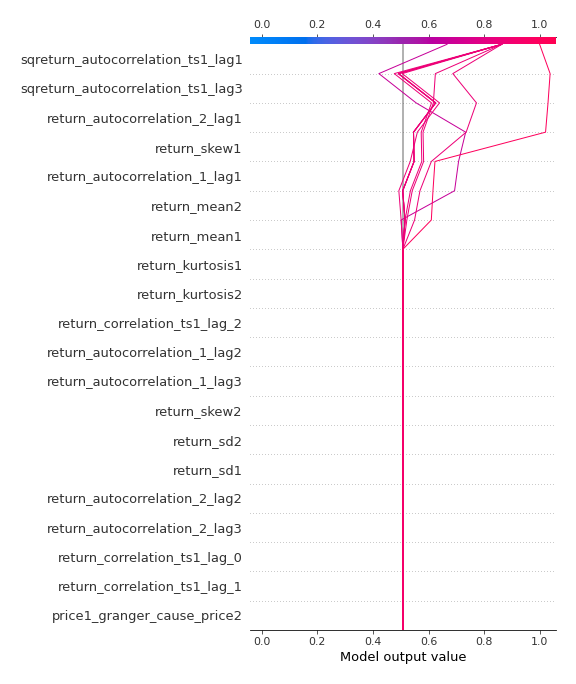 0.0 0.2 0.4 0.6 0.8 1.0
sqreturn_autocorrelation_ts1_lag1
sqreturn_autocorrelation_ts1_lag3
return_autocorrelation_2_lag1
return_skew1
return_autocorrelation_1_lag1
return_mean2
return_mean1
return_kurtosis1
return_kurtosis2
return_correlation_ts1_lag_2
return_autocorrelation_1_lag2
return_autocorrelation_1_lag3
return_skew2
return_sd2
return_sd1
return_autocorrelation_2_lag2
return_autocorrelation_2_lag3
return_correlation_ts1_lag_0
return_correlation_ts1_lag_1
price1_granger_cause_price2
0.0 0.2 0.4 0.6 0.8 1.0
Model output value